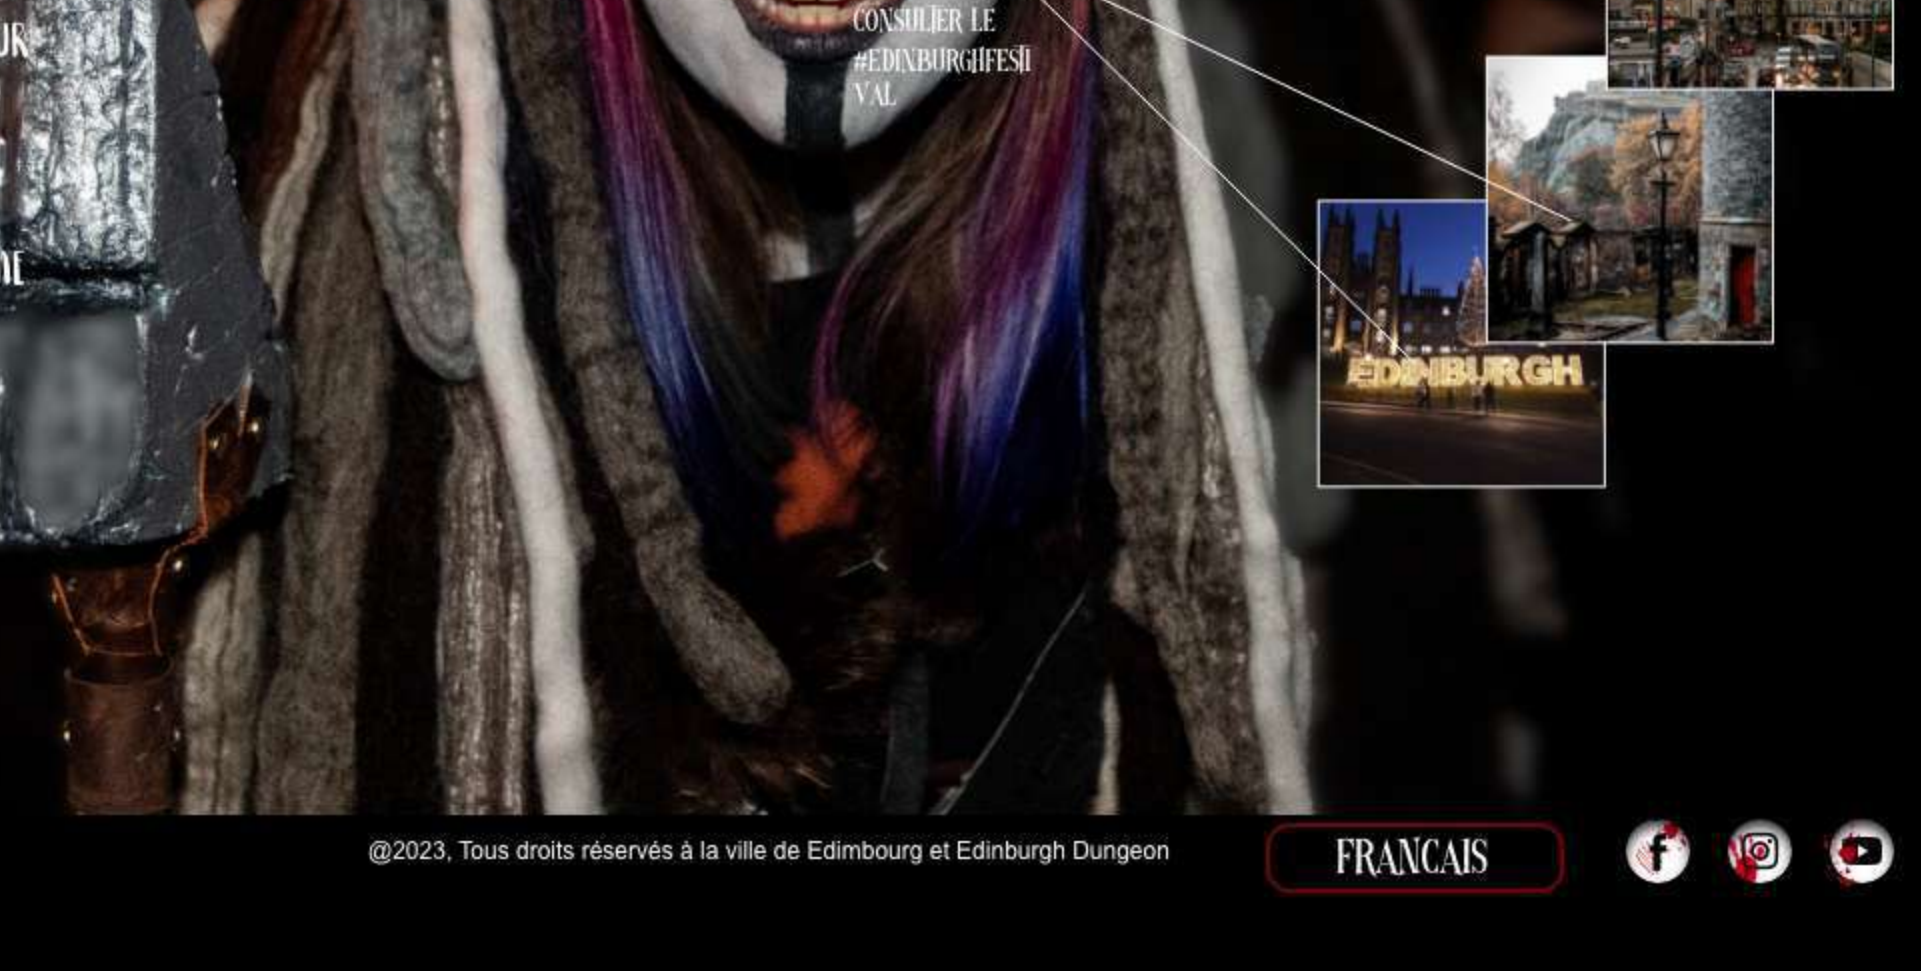 CONSULTER LE
#EDINBURGHFESTI
VAL
EDINBURGH
@2023, Tous droits réservés à la ville de Edimbourg et Edinburgh Dungeon
FRANCAIS